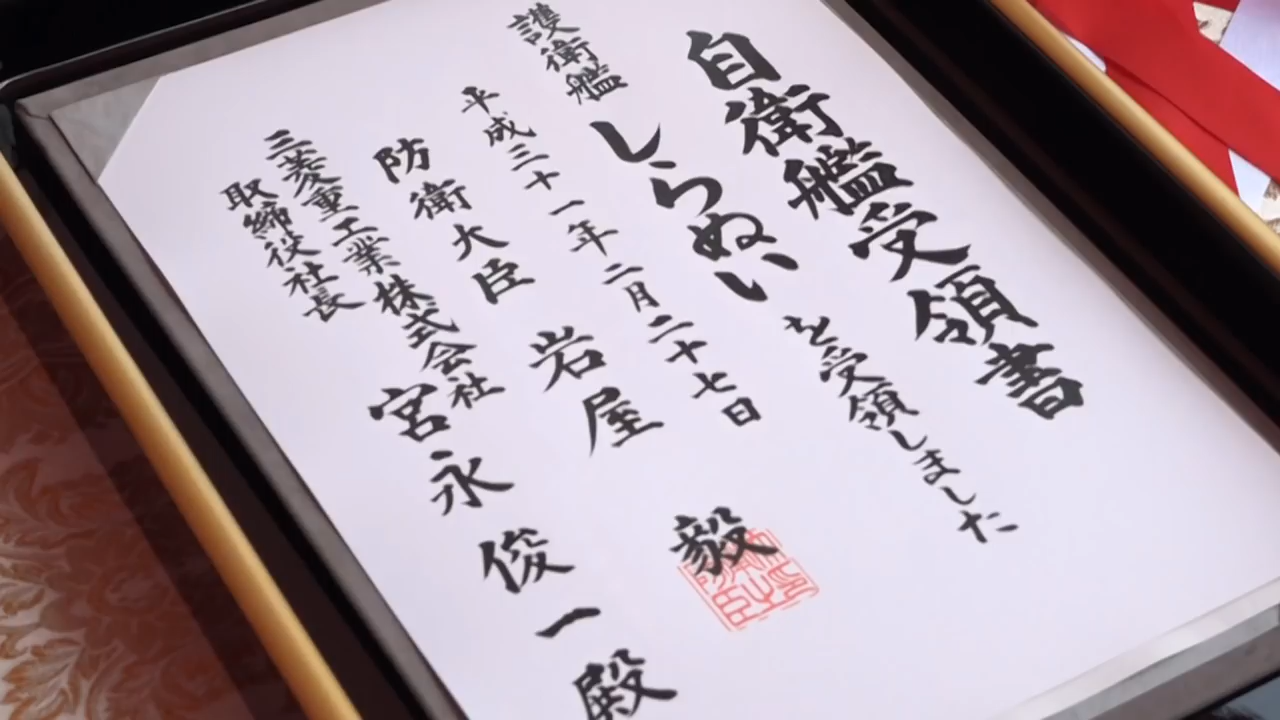 自衛艦受領書
護衛艦しらぬいを受領しました
平成三十一年二月二十七日
防衛大臣 岩屋 毅
三菱重工業株式会社
取締役社長 宮永 俊一 殿